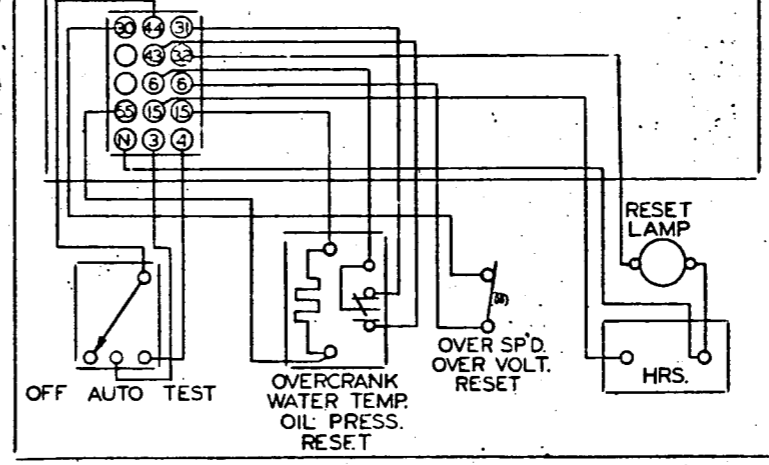 30 44 31
43 32
6 6
55 15 15
N 3 4
RESET
LAMP
OVER SP'D.
OVER VOLT.
RESET
HRS.
OFF AUTO TEST
OVERCRANK
WATER TEMP.
OIL PRESS.
RESET